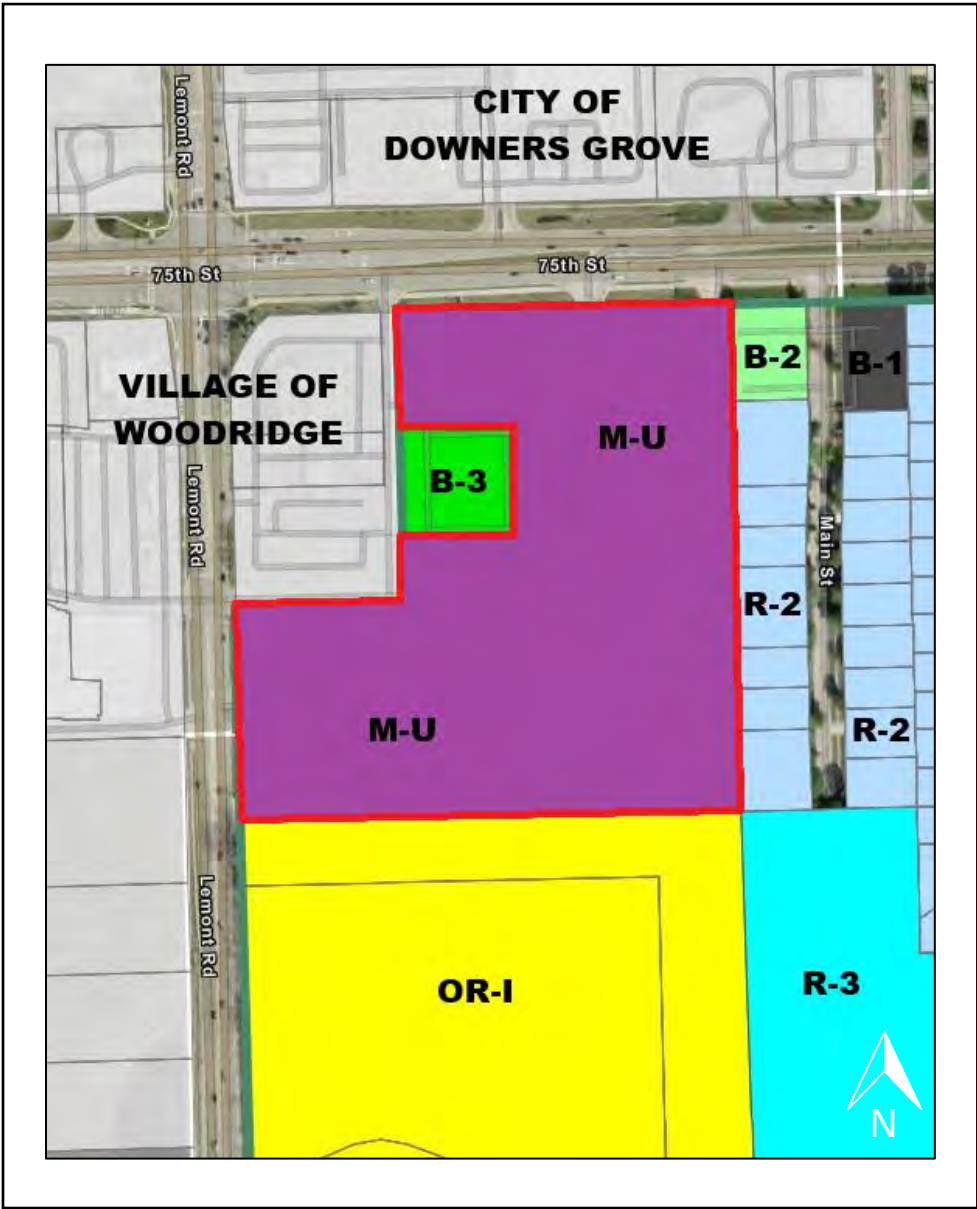 CITY OF
DOWNERS GROVE
Lemont Rd
75th St
75th St
VILLAGE OF
WOODRIDGE
B-2
B-1
M-U
B-3
Lemont Rd
Main St
R-2
M-U
R-2
Lemont Rd
OR-I
R-3
N